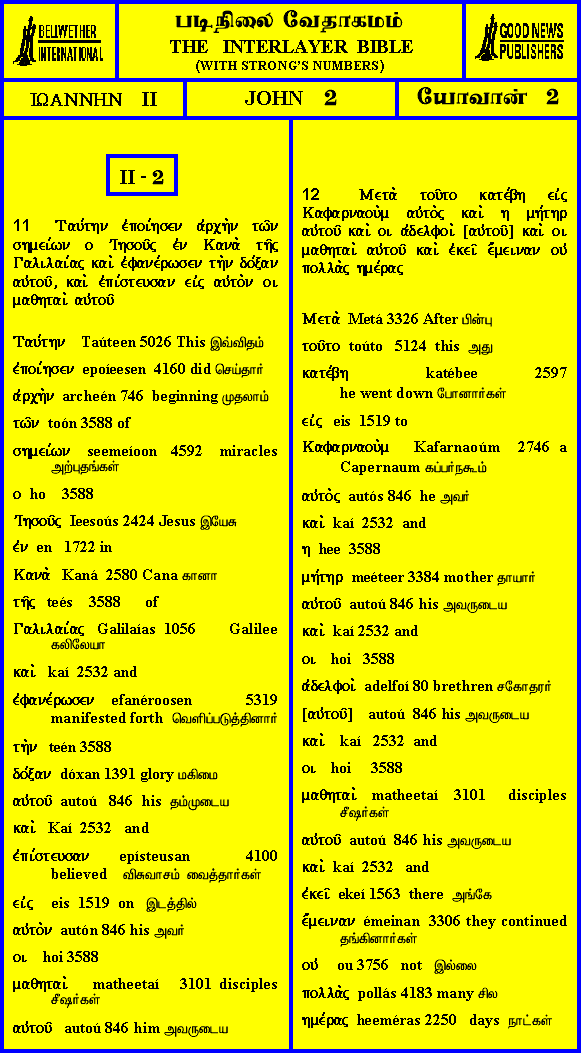 BELLWETHER
INTERNATIONAL
படிநிலை வேதாகமம்
THE INTERLAYER BIBLE
(WITH STRONG'S NUMBERS)
GOOD NEWS
PUBLISHERS
ΙΩΑΝΝΗΝ II
JOHN 2
யோவான் 2
II - 2
11 Ταύτην ἐποίησεν ἀρχὴν τῶν
σημείων ο Ἰησοῦς ἐν Κανὰ τῆς
Γαλιλαίας καὶ ἐφανέρωσεν τὴν δόξαν
αὐτοῦ, καὶ ἐπίστευσαν εἰς αὐτὸν οι
μαθηταὶ αὐτοῦ
Ταύτην Taúteen 5026 This இவ்விதம்
ἐποίησεν epoíeesen 4160 did செய்தார்
ἀρχὴν archeén 746 beginning முதலாம்
τῶν toón 3588 of
σημείων seemeíoon 4592 miracles
அற்புதங்கள்
ο ho 3588
Ἰησοῦς Ieesoús 2424 Jesus இயேசு
ἐν en 1722 in
Κανὰ Kaná 2580 Cana கானா
τῆς teés 3588 of
Γαλιλαίας Galilaías 1056 Galilee
கலிலேயா
καὶ kaí 2532 and
ἐφανέρωσεν efanéroosen 5319
manifested forth வெளிப்படுத்தினார்
τὴν teén 3588
δόξαν dóxan 1391 glory மகிமை
αὐτοῦ autoú 846 his தம்முடைய
καὶ Kaí 2532 and
ἐπίστευσαν epísteusan 4100
believed விசுவாசம் வைத்தார்கள்
εἰς eis 1519 on இடத்தில்
αὐτὸν autón 846 his அவர்
οι hoi 3588
μαθηταὶ matheetaí 3101 disciples
சீஷர்கள்
αὐτοῦ autoú 846 him அவருடைய
12 Μετὰ τοῦτο κατέβη εἰς
Καφαρναοὺμ αὐτὸς καὶ η μήτηρ
αὐτοῦ καὶ οι ἀδελφοὶ [αὐτοῦ] καὶ οι
μαθηταὶ αὐτοῦ καὶ ἐκεῖ ἔμειναν οὐ
πολλὰς ημέρας
Μετὰ Metá 3326 After பின்பு
τοῦτο toúto 5124 this அது
κατέβη katébee 2597
he went down போனார்கள்
εἰς eis 1519 to
Καφαρναοὺμ Kafarnaoúm 2746 a
Capernaum கப்பர்நகூம்
αὐτὸς autós 846 he அவர்
καὶ kaí 2532 and
η hee 3588
μήτηρ meéteer 3384 mother தாயார்
αὐτοῦ autoú 846 his அவருடைய
καὶ kaí 2532 and
οι hoi 3588
ἀδελφοὶ adelfoí 80 brethren சகோதரர்
[αὐτοῦ] autoú 846 his அவருடைய
καὶ kaí 2532 and
οι hoi 3588
μαθηταὶ matheetaí 3101 disciples
சீஷர்கள்
αὐτοῦ autoú 846 his அவருடைய
καὶ kaí 2532 and
ἐκεῖ ekeí 1563 there அங்கே
ἔμειναν émeinan 3306 they continued
தங்கினார்கள்
οὐ ou 3756 not இல்லை
πολλὰς pollás 4183 many சில
ημέρας heeméras 2250 days நாட்கள்